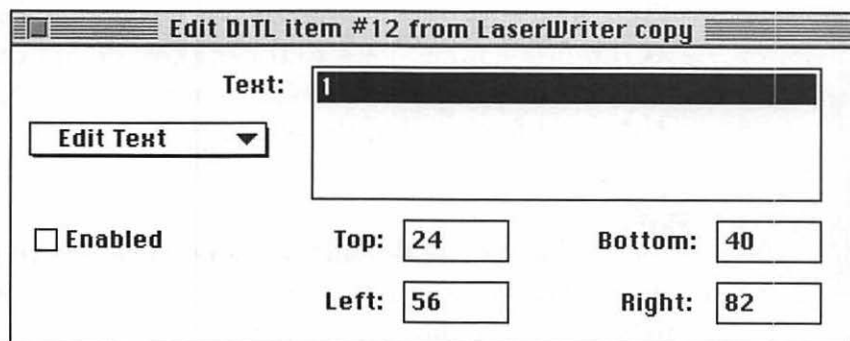 Edit DITL item #12 from LaserWriter copy
Text: 1
Edit Text
Enabled Top: 24 Bottom: 40
Left: 56 Right: 82